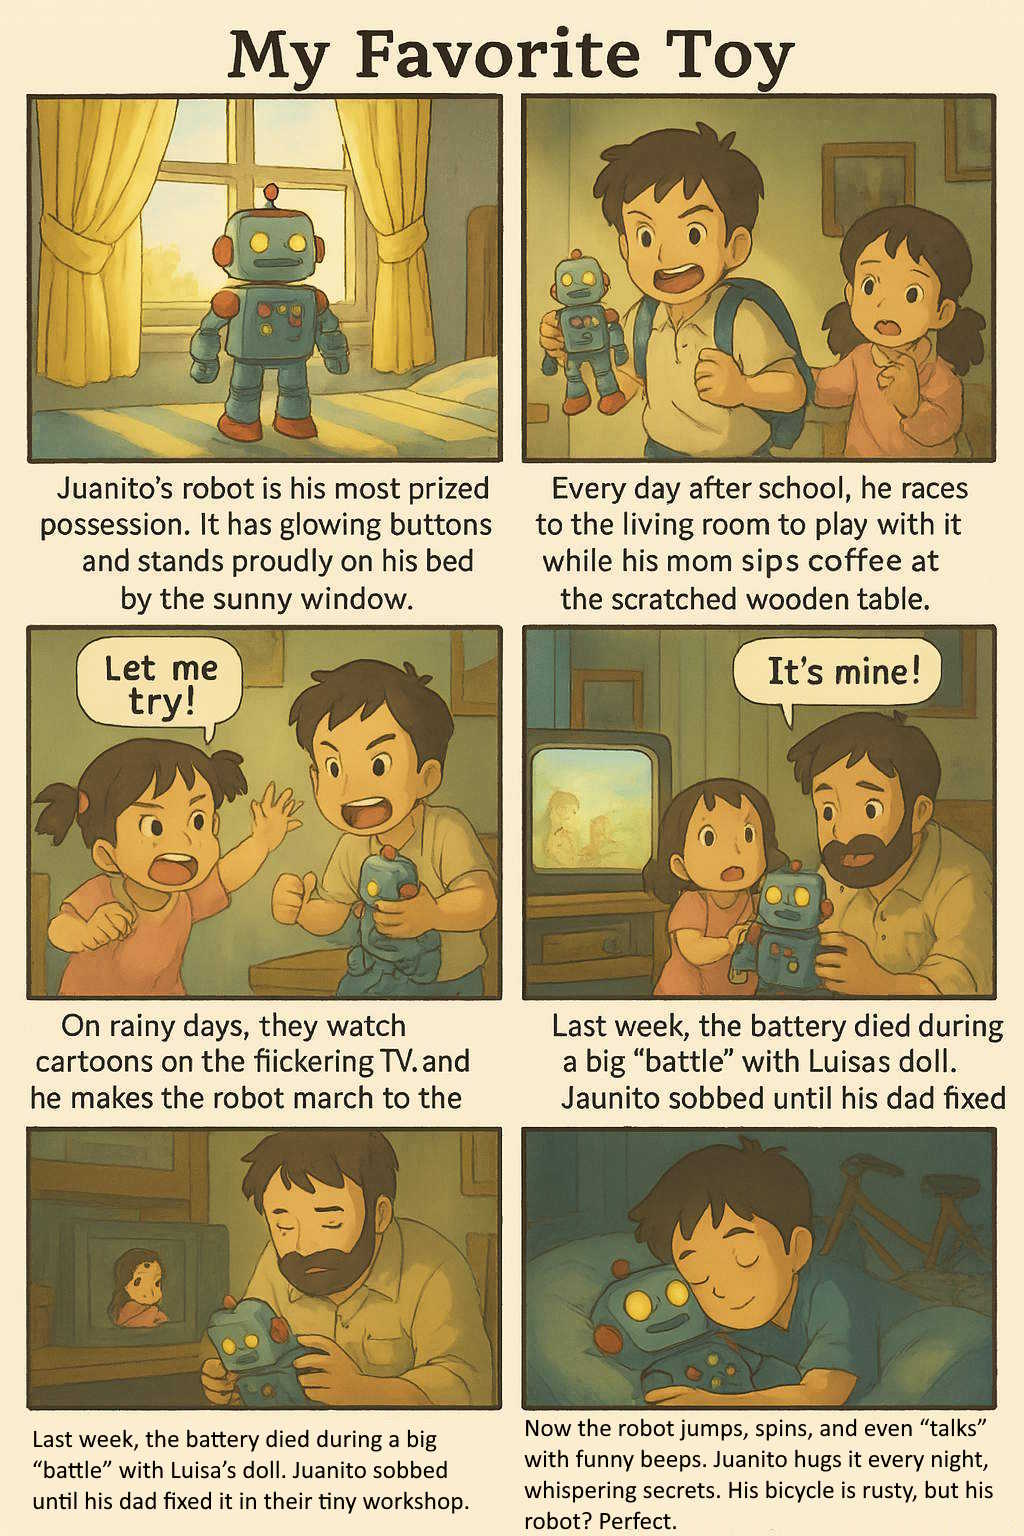 My Favorite Toy
Juanito's robot is his most prized
possession. It has glowing buttons
and stands proudly on his bed
by the sunny window.
Every day after school, he races
to the living room to play with it
while his mom sips coffee at
the scratched wooden table.
Let me
try!
It's mine!
On rainy days, they watch
cartoons on the fiickering TV. and
he makes the robot march to the
Last week, the battery died during
a big “battle” with Luisas doll.
Jaunito sobbed until his dad fixed
Last week, the battery died during a big
“battle” with Luisa's doll. Juanito sobbed
until his dad fixed it in their tiny workshop.
Now the robot jumps, spins, and even “talks”
with funny beeps. Juanito hugs it every night,
whispering secrets. His bicycle is rusty, but his
robot? Perfect.